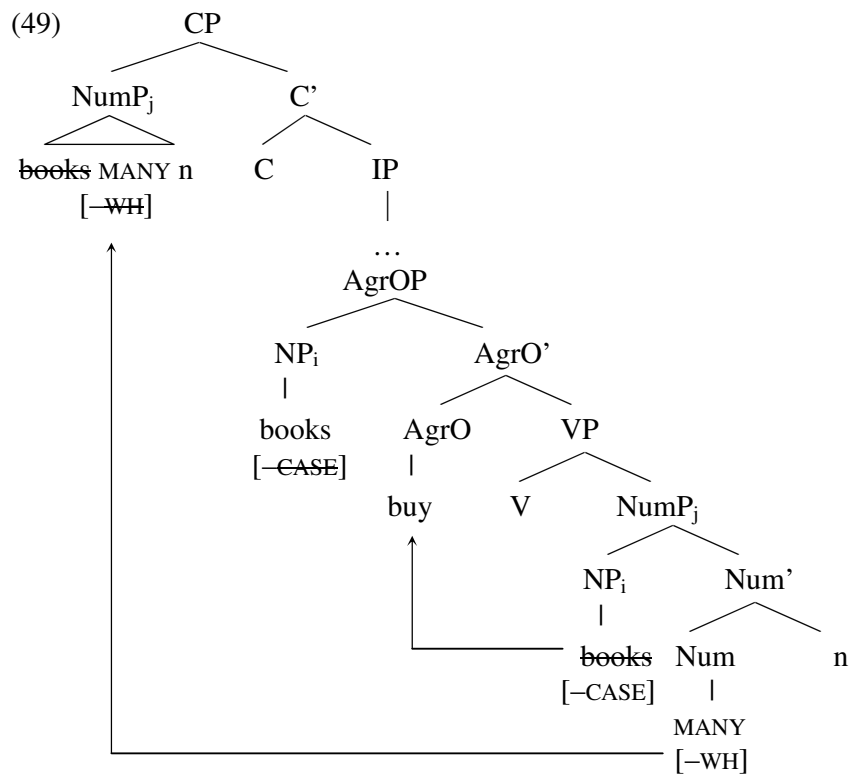 (49) CP
NumPj C’
books MANY n C IP
[–WH]
…
AgrOP
NPi AgrO’
books AgrO VP
[–CASE]
buy V NumPj
NPi Num’
books Num n
[–CASE]
MANY
[–WH]